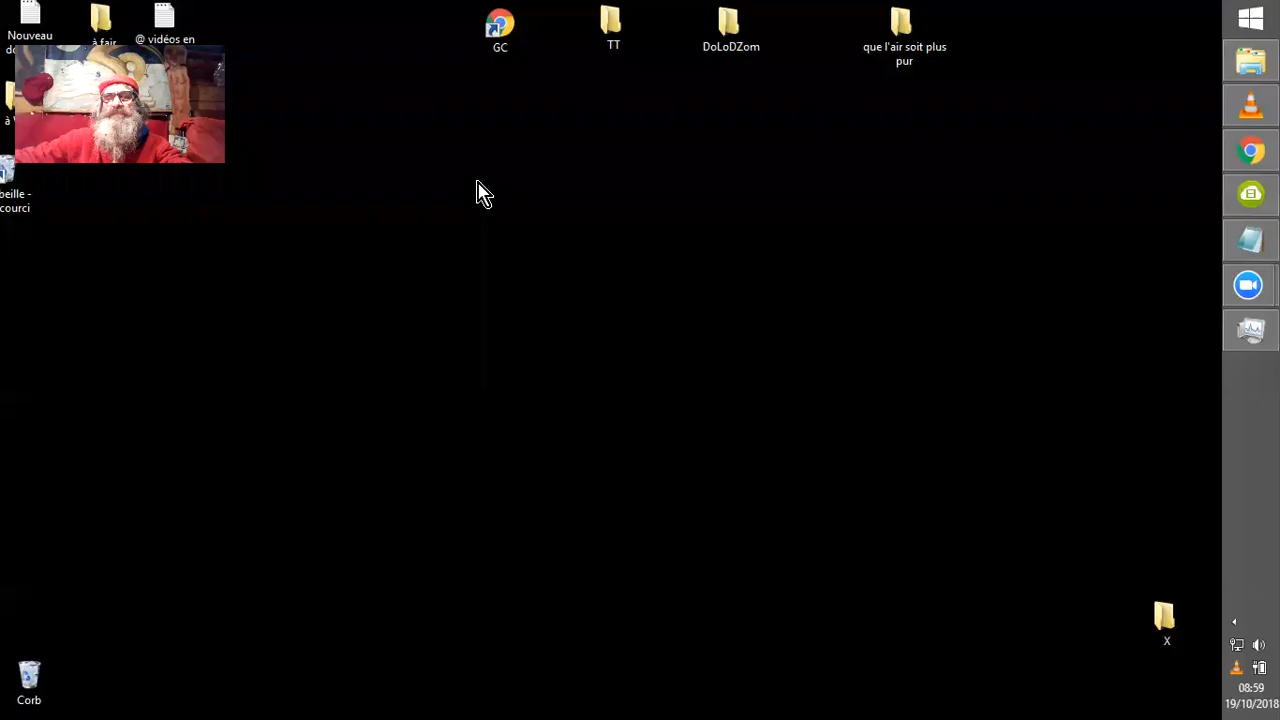 Nouveau
à fair
@ vidéos en
GC
TT
DoLoDZom
que l'air soit plus
pur
à
beille -
courci
X
Corb
08:59
19/10/2018